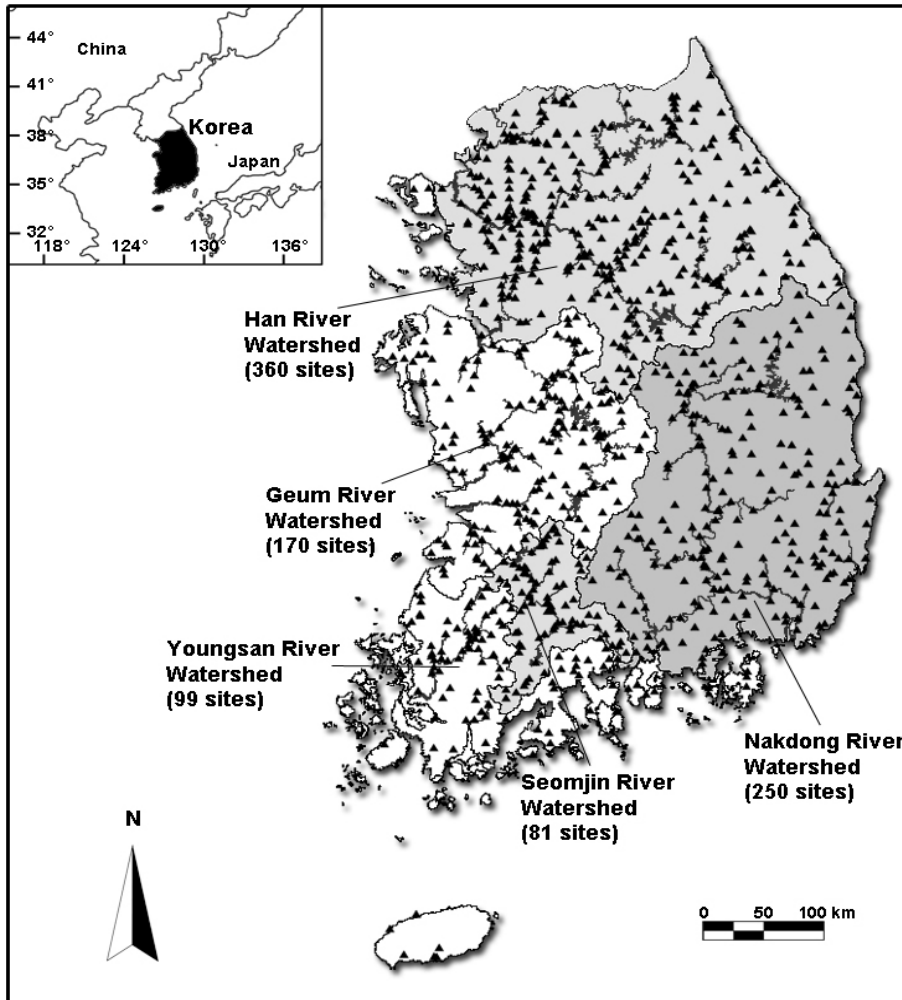 44°
41°
38°
35°
32°
118°
124°
130°
136°
China
Korea
Japan
Han River
Watershed
(360 sites)
Geum River
Watershed
(170 sites)
Youngsan River
Watershed
(99 sites)
Seomjin River
Watershed
(81 sites)
Nakdong River
Watershed
(250 sites)
N
0 50 100 km